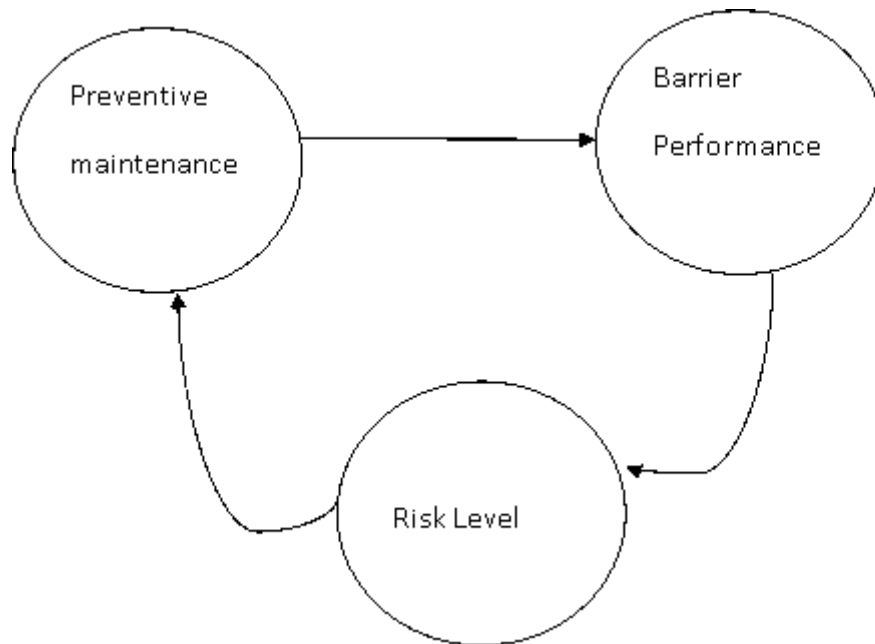 Preventive
maintenance
Barrier
Performance
Risk Level